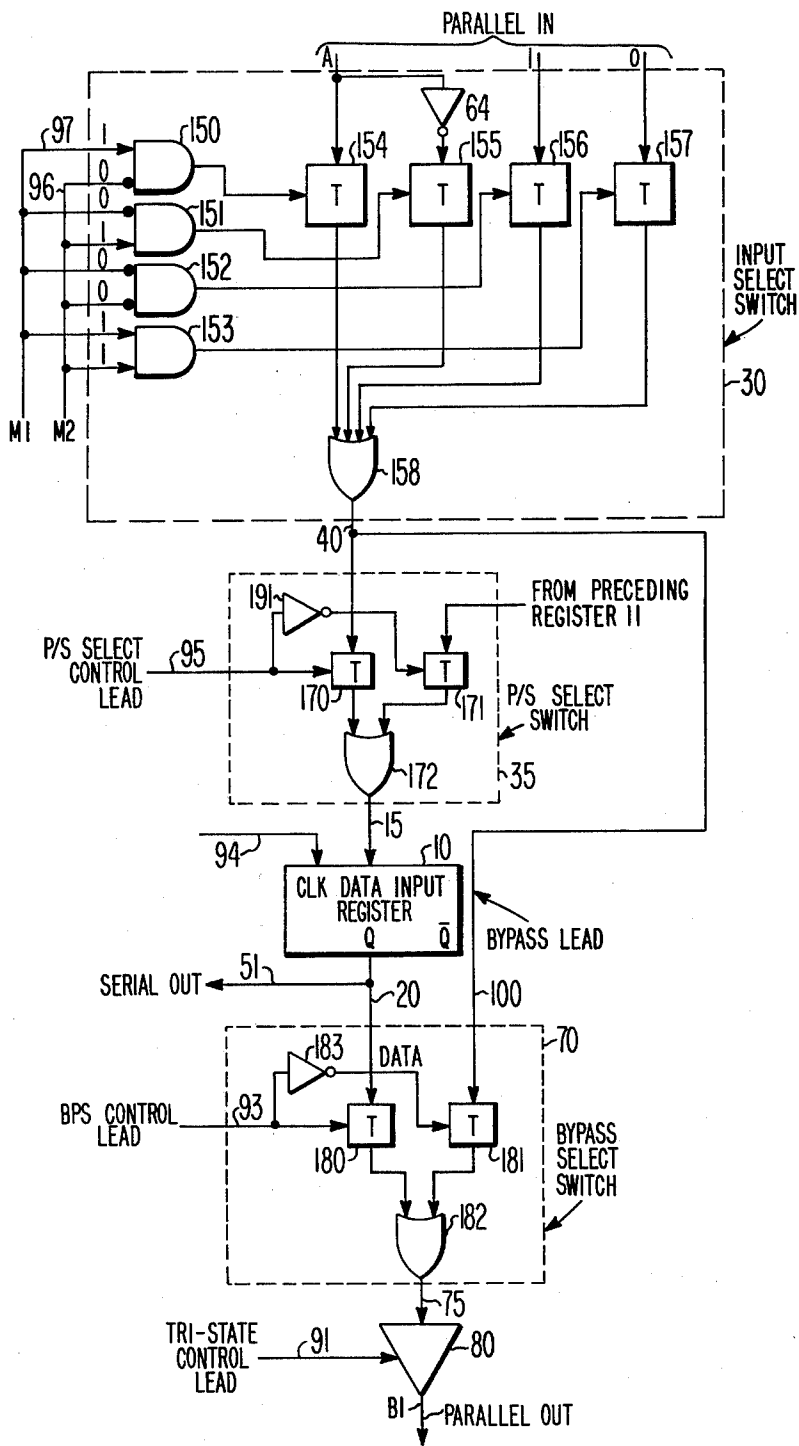 PARALLEL IN
A
1
0
64
97
1
150
154
155
156
157
T
T
T
T
0
96
0
151
1
0
152
0
1
153
1
INPUT
SELECT
SWITCH
30
M1
M2
158
40
191
FROM PRECEDING
REGISTER 11
P/S SELECT
CONTROL
LEAD
95
T
T
170
171
P/S SELECT
SWITCH
172
35
15
94
10
CLK DATA INPUT
REGISTER
Q
Q̅
BYPASS LEAD
SERIAL OUT
51
20
100
183
DATA
70
BPS CONTROL
LEAD
93
T
T
180
181
BYPASS
SELECT
SWITCH
182
75
TRI-STATE
CONTROL
LEAD
91
80
B1
PARALLEL OUT